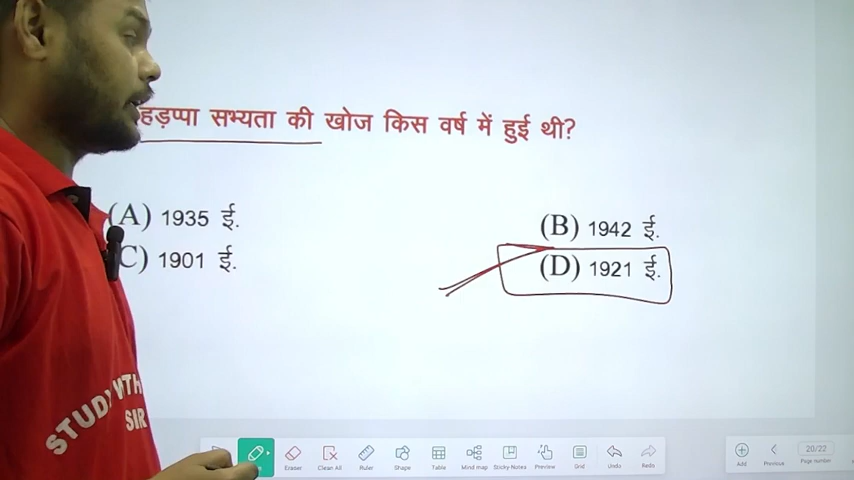 हड़प्पा सभ्यता की खोज किस वर्ष में हुई थी?
(A) 1935 ई.
(B) 1942 ई.
C) 1901 ई.
(D) 1921 ई.
STUDY WITH
SIR
Eraser
Clean All
Ruler
Shape
Table
Mind map
Sticky-Notes
Preview
Grid
Undo
Redo
Add
Previous
20/22
Page number